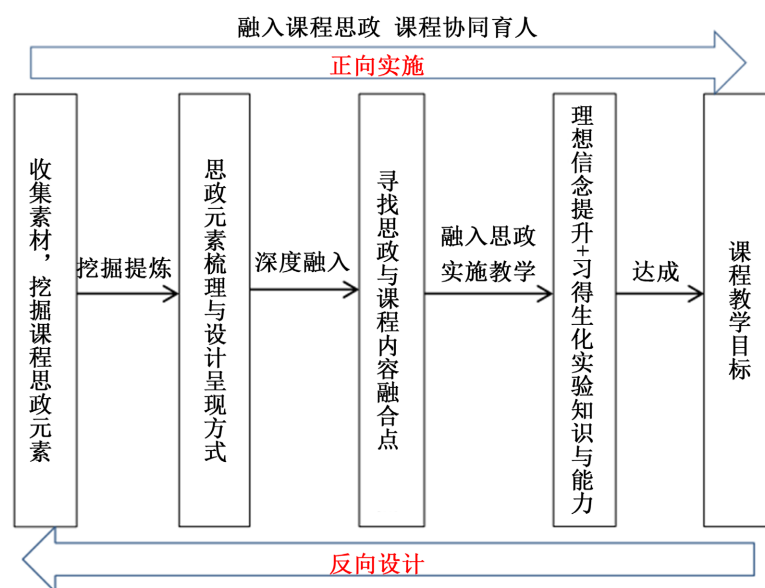 融入课程思政 课程协同育人
正向实施
收集素材，挖掘课程思政元素
挖掘提炼
思政元素梳理与设计呈现方式
深度融入
寻找思政与课程内容融合点
融入思政
实施教学
理想信念提升+习得生化实验知识与能力
达成
课程教学目标
反向设计